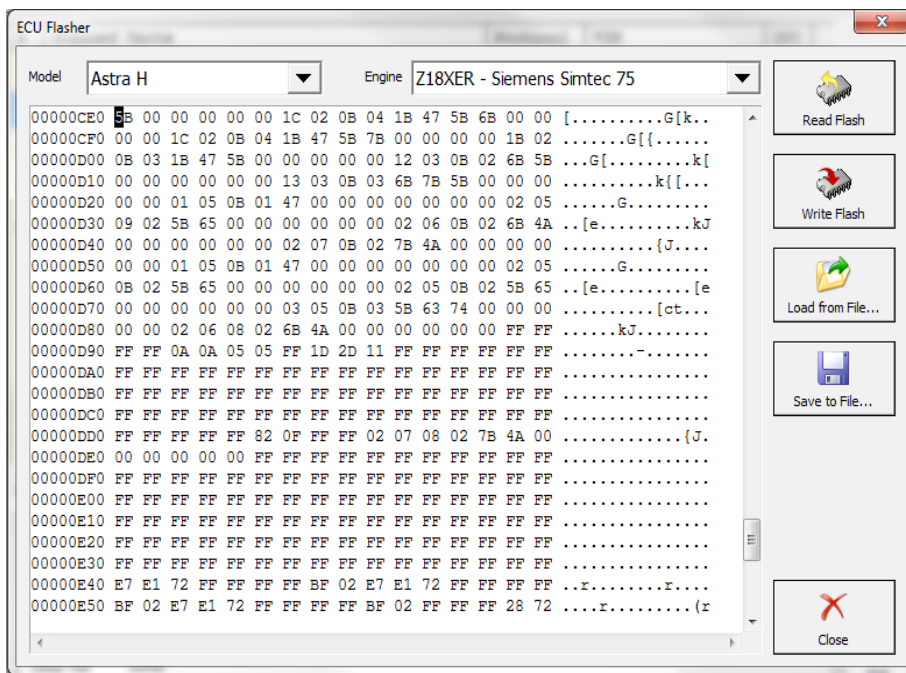 ECU Flasher
Model Astra H Engine Z18XER - Siemens Simtec 75
00000CE0 5B 00 00 00 00 00 1C 02 0B 04 1B 47 5B 6B 00 00 [..........G[k..
00000CF0 00 00 1C 02 0B 04 1B 47 5B 7B 00 00 00 00 1B 02 .......G[{......
00000D00 0B 03 1B 47 5B 00 00 00 00 00 12 03 0B 02 6B 5B ...G[.........k[
00000D10 00 00 00 00 00 00 13 03 0B 03 6B 7B 5B 00 00 00 ..........k{[...
00000D20 00 00 01 05 0B 01 47 00 00 00 00 00 00 00 02 05 ......G.........
00000D30 09 02 5B 65 00 00 00 00 00 00 02 06 0B 02 6B 4A ..[e..........kJ
00000D40 00 00 00 00 00 00 02 07 0B 02 7B 4A 00 00 00 00 ..........{J....
00000D50 00 00 01 05 0B 01 47 00 00 00 00 00 00 00 02 05 ......G.........
00000D60 0B 02 5B 65 00 00 00 00 00 00 02 05 0B 02 5B 65 ..[e..........[e
00000D70 00 00 00 00 00 00 03 05 0B 03 5B 63 74 00 00 00 ..........[ct...
00000D80 00 00 02 06 08 02 6B 4A 00 00 00 00 00 00 FF FF ......kJ........
00000D90 FF FF 0A 0A 05 05 FF 1D 2D 11 FF FF FF FF FF FF ........-.......
00000DA0 FF FF FF FF FF FF FF FF FF FF FF FF FF FF FF FF ................
00000DB0 FF FF FF FF FF FF FF FF FF FF FF FF FF FF FF FF ................
00000DC0 FF FF FF FF FF FF FF FF FF FF FF FF FF FF FF FF ................
00000DD0 FF FF FF FF FF FF 82 0F FF FF 02 07 08 02 7B 4A 00 .............{J.
00000DE0 00 00 00 00 00 FF FF FF FF FF FF FF FF FF FF FF ................
00000DF0 FF FF FF FF FF FF FF FF FF FF FF FF FF FF FF FF ................
00000E00 FF FF FF FF FF FF FF FF FF FF FF FF FF FF FF FF ................
00000E10 FF FF FF FF FF FF FF FF FF FF FF FF FF FF FF FF ................
00000E20 FF FF FF FF FF FF FF FF FF FF FF FF FF FF FF FF ................
00000E30 FF FF FF FF FF FF FF FF FF FF FF FF FF FF FF FF ................
00000E40 E7 E1 72 FF FF FF FF BF 02 E7 E1 72 FF FF FF FF ..r........r....
00000E50 BF 02 E7 E1 72 FF FF FF FF BF 02 FF FF FF 28 72 ....r.........(r
Read Flash
Write Flash
Load from File...
Save to File...
Close